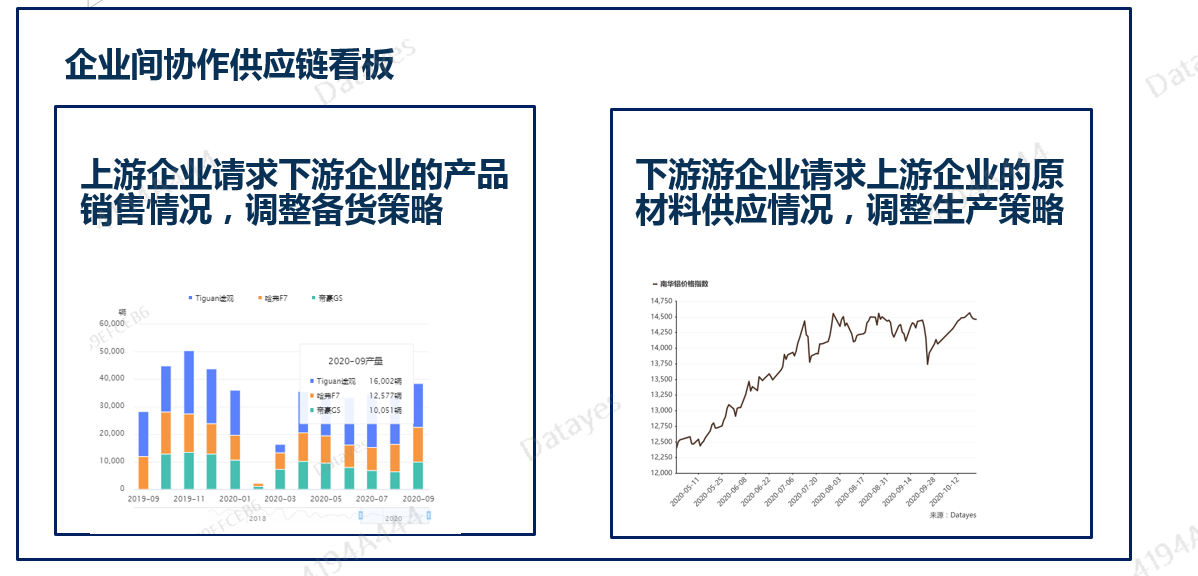 企业间协作供应链看板
上游企业请求下游企业的产品
销售情况，调整备货策略
Tiguan途观 哈弗F7 帝豪GS
辆
60,000
50,000
40,000
30,000
20,000
10,000
0
2020-09产量
Tiguan途观 16,002辆
哈弗F7 12,577辆
帝豪GS 10,051辆
2019-09 2019-11 2020-01 2020-03 2020-05 2020-07 2020-09
2018 2020
下游游企业请求上游企业的原
材料供应情况，调整生产策略
南华铝价格指数
14,750
14,500
14,250
14,000
13,750
13,500
13,250
13,000
12,750
12,500
12,250
12,000
2020-05-11 2020-05-25 2020-06-08 2020-06-22 2020-07-06 2020-07-20 2020-08-03 2020-08-17 2020-08-31 2020-09-14 2020-09-28 2020-10-12
来源：Datayes
Datayes
Datayes
4194A444